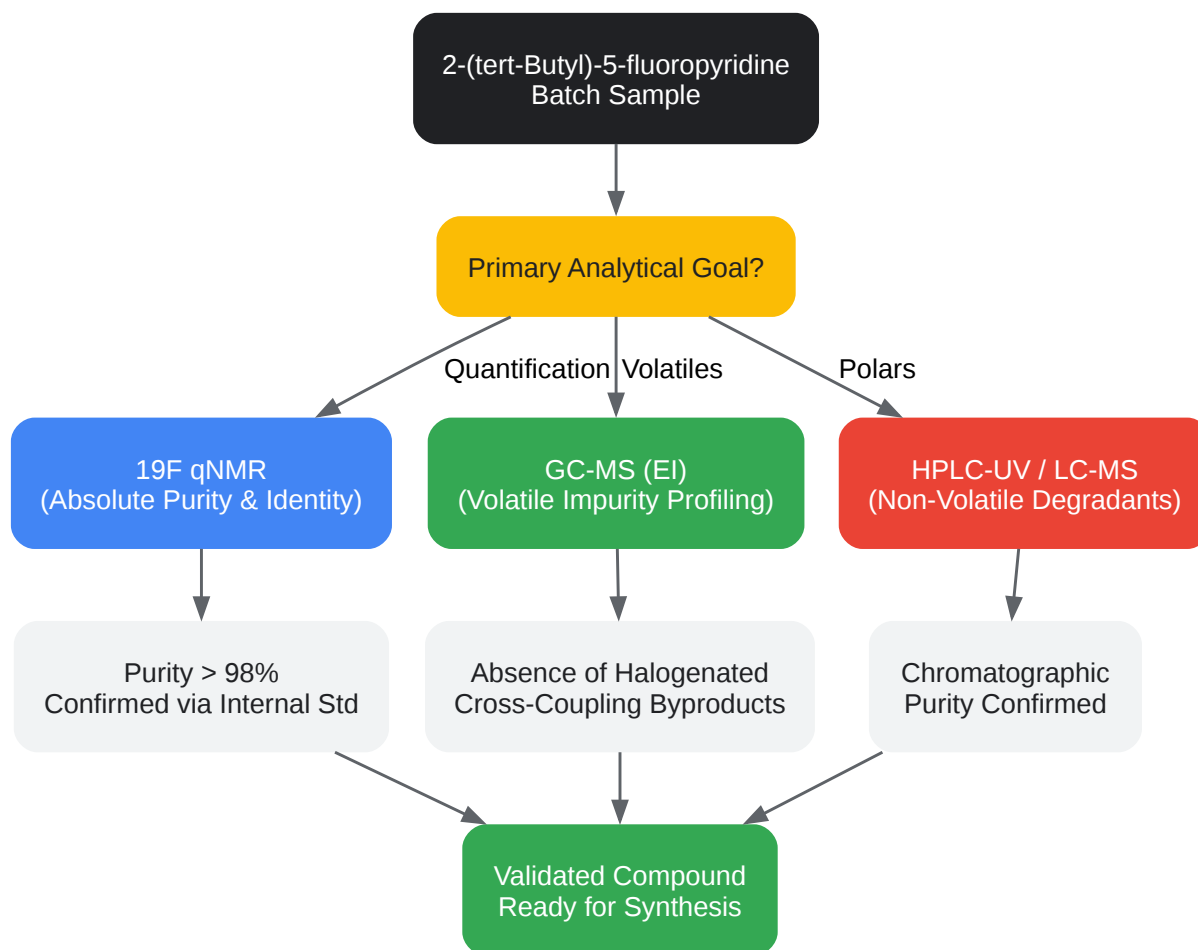 2-(tert-Butyl)-5-fluoropyridine
Batch Sample
Primary Analytical Goal?
Quantification
Volatiles
Polars
19F qNMR
(Absolute Purity & Identity)
GC-MS (EI)
(Volatile Impurity Profiling)
HPLC-UV / LC-MS
(Non-Volatile Degradants)
Purity > 98%
Confirmed via Internal Std
Absence of Halogenated
Cross-Coupling Byproducts
Chromatographic
Purity Confirmed
Validated Compound
Ready for Synthesis